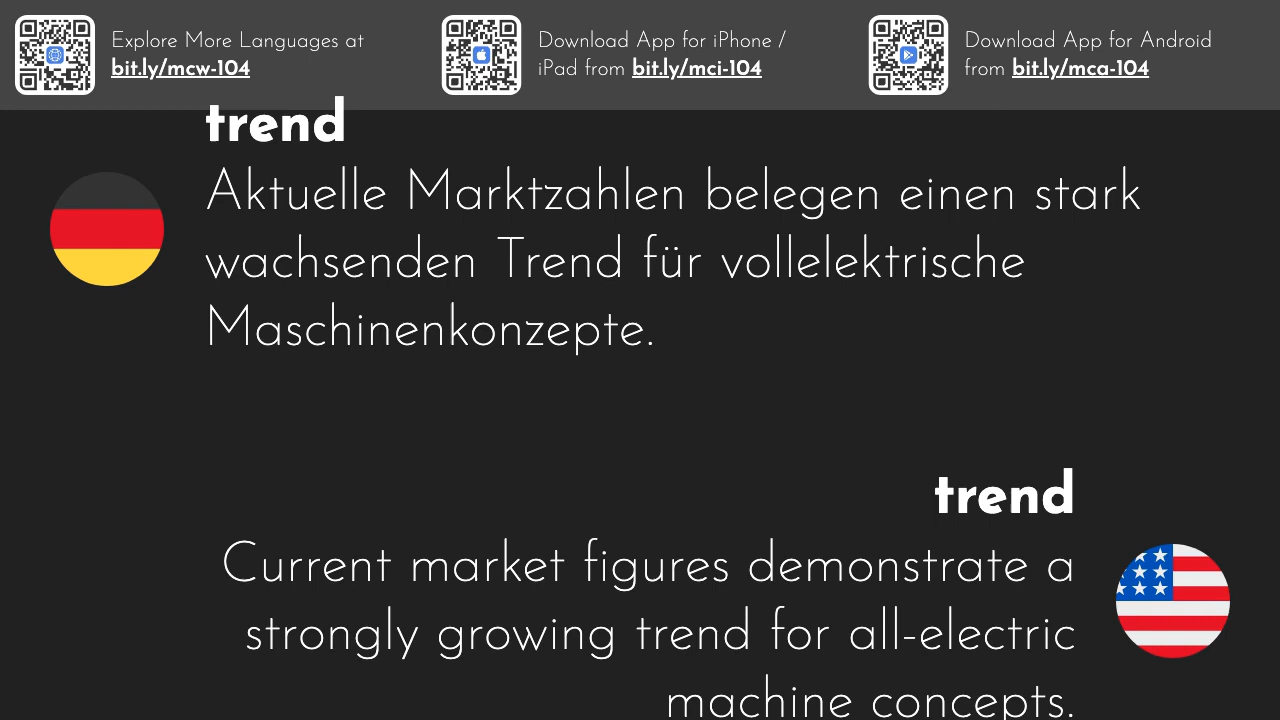 Explore More Languages at
bit.ly/mcw-104
Download App for iPhone /
iPad from bit.ly/mci-104
Download App for Android
from bit.ly/mca-104
trend
Aktuelle Marktzahlen belegen einen stark
wachsenden Trend für vollelektrische
Maschinenkonzepte.
trend
Current market figures demonstrate a
strongly growing trend for all-electric
machine concepts.